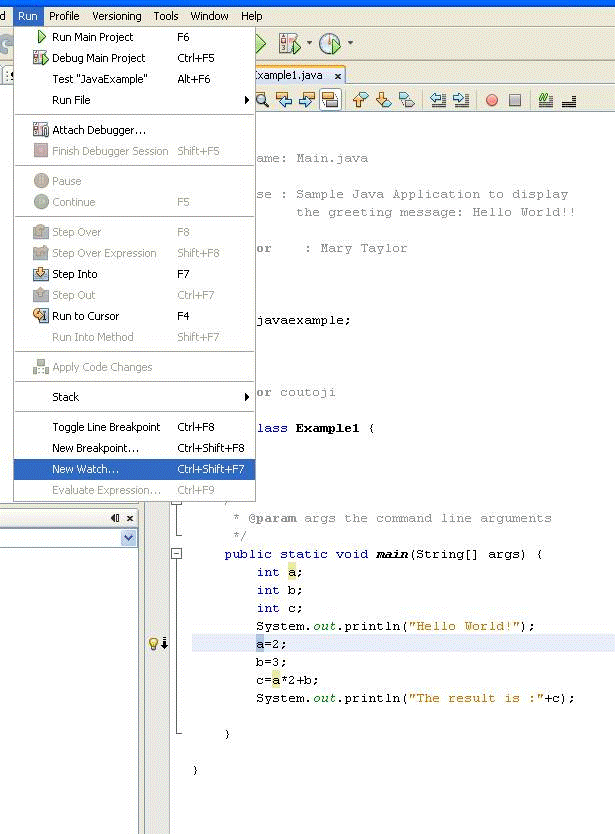 d Run Profile Versioning Tools Window Help
Run Main Project F6
Debug Main Project Ctrl+F5
Test "JavaExample" Alt+F6
Run File
Attach Debugger...
Finish Debugger Session Shift+F5
Pause
Continue F5
Step Over F8
Step Over Expression Shift+F8
Step Into F7
Step Out Ctrl+F7
Run to Cursor F4
Run Into Method Shift+F7
Apply Code Changes
Stack
Toggle Line Breakpoint Ctrl+F8
New Breakpoint... Ctrl+Shift+F8
New Watch... Ctrl+Shift+F7
Evaluate Expression... Ctrl+F9
Example1.java x
ame: Main.java
se : Sample Java Application to display
the greeting message: Hello World!!
or : Mary Taylor
javaexample;
or coutoji
lass Example1 {
* @param args the command line arguments
*/
public static void main(String[] args) {
int a;
int b;
int c;
System.out.println("Hello World!");
a=2;
b=3;
c=a*2+b;
System.out.println("The result is :"+c);
}
}